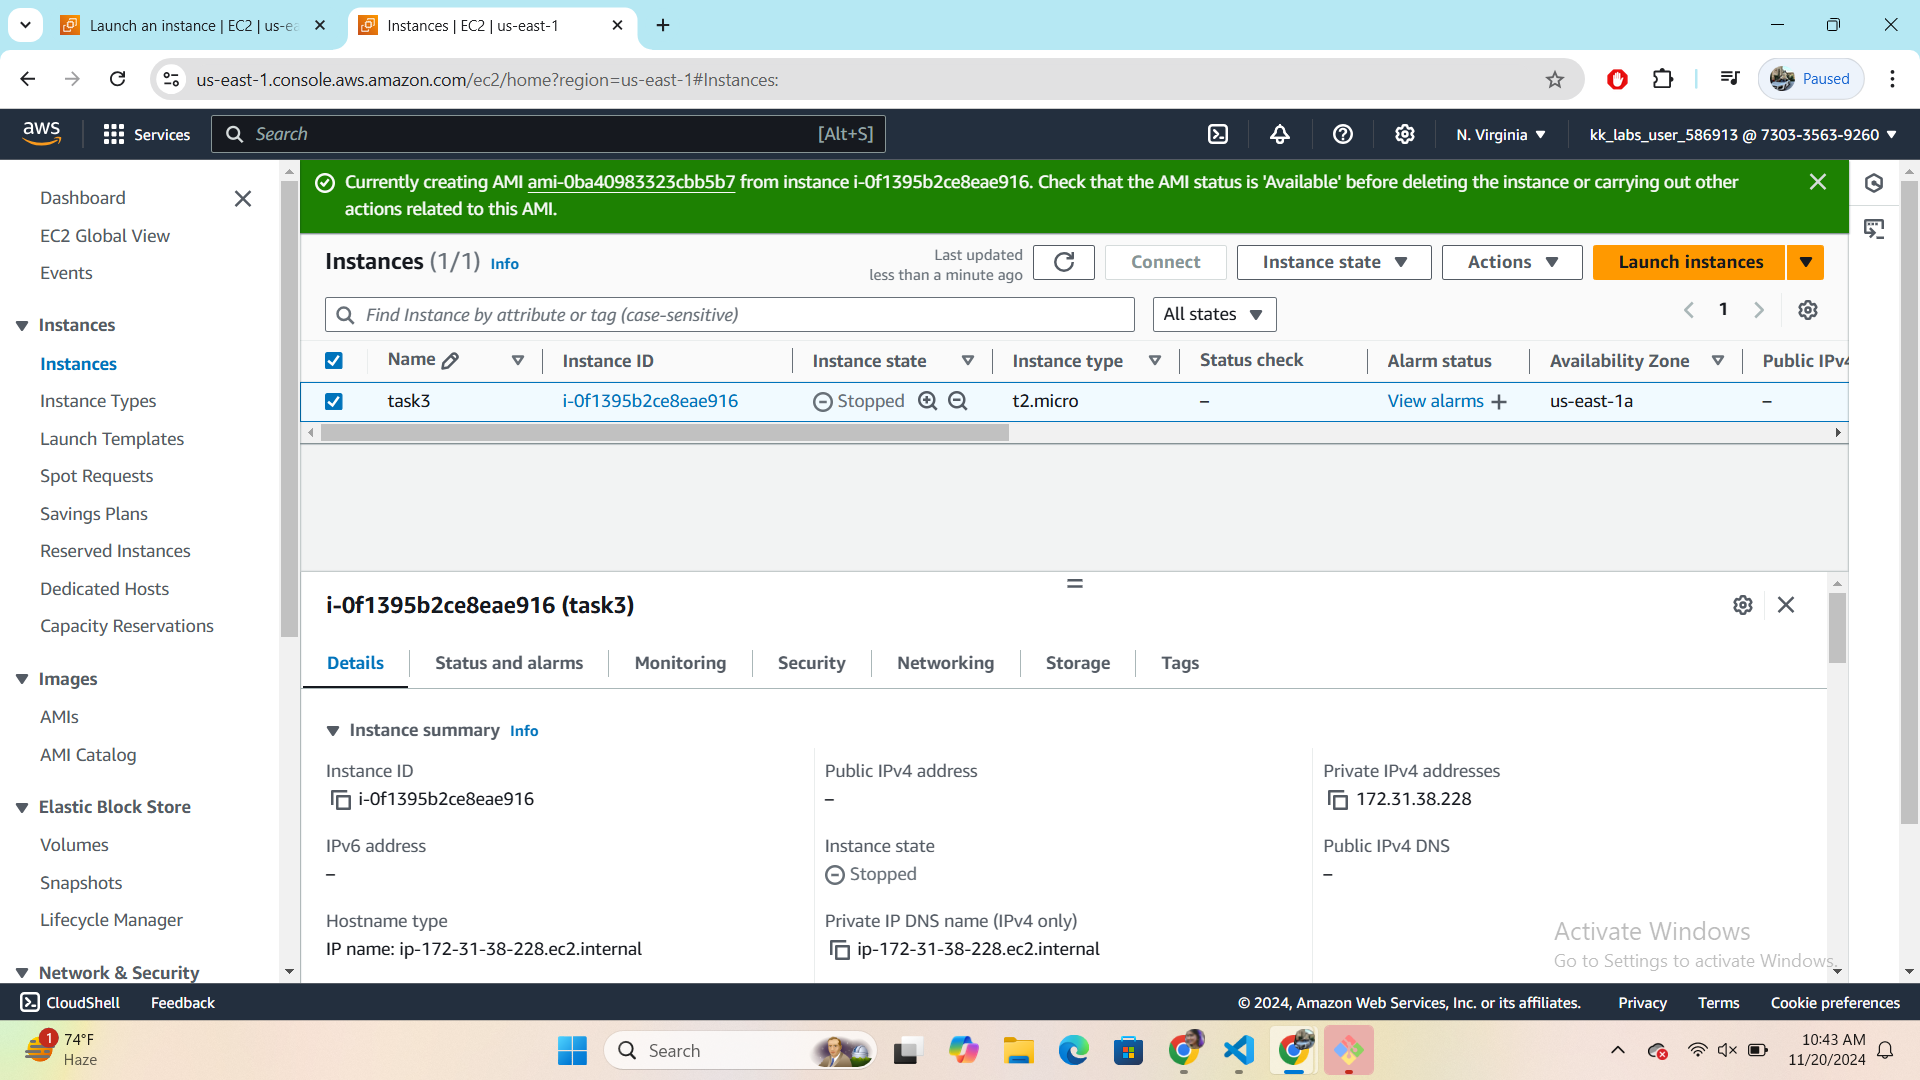 Launch an instance | EC2 | us-ea
Instances | EC2 | us-east-1
us-east-1.console.aws.amazon.com/ec2/home?region=us-east-1#Instances:
Paused
aws
Services
Search
[Alt+S]
N. Virginia
kk_labs_user_586913 @ 7303-3563-9260
Dashboard
EC2 Global View
Events
Instances
Instances
Instance Types
Launch Templates
Spot Requests
Savings Plans
Reserved Instances
Dedicated Hosts
Capacity Reservations
Images
AMIs
AMI Catalog
Elastic Block Store
Volumes
Snapshots
Lifecycle Manager
Network & Security
Currently creating AMI ami-0ba40983323cbb5b7 from instance i-0f1395b2ce8eae916. Check that the AMI status is 'Available' before deleting the instance or carrying out other
actions related to this AMI.
Instances (1/1) Info
Last updated
less than a minute ago
Connect
Instance state
Actions
Launch instances
Find Instance by attribute or tag (case-sensitive)
All states
1
Name
Instance ID
Instance state
Instance type
Status check
Alarm status
Availability Zone
Public IPv4
task3
i-0f1395b2ce8eae916
Stopped
t2.micro
–
View alarms +
us-east-1a
–
i-0f1395b2ce8eae916 (task3)
Details
Status and alarms
Monitoring
Security
Networking
Storage
Tags
Instance summary Info
Instance ID
i-0f1395b2ce8eae916
Public IPv4 address
–
Private IPv4 addresses
172.31.38.228
IPv6 address
–
Instance state
Stopped
Public IPv4 DNS
–
Hostname type
IP name: ip-172-31-38-228.ec2.internal
Private IP DNS name (IPv4 only)
ip-172-31-38-228.ec2.internal
Activate Windows
Go to Settings to activate Windows.
CloudShell
Feedback
© 2024, Amazon Web Services, Inc. or its affiliates.
Privacy
Terms
Cookie preferences
1
74°F
Haze
Search
10:43 AM
11/20/2024